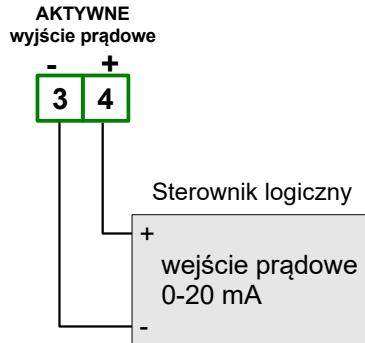 AKTYWNE
wyjście prądowe
- +
3 4
Sterownik logiczny
+
wejście prądowe
0-20 mA
-